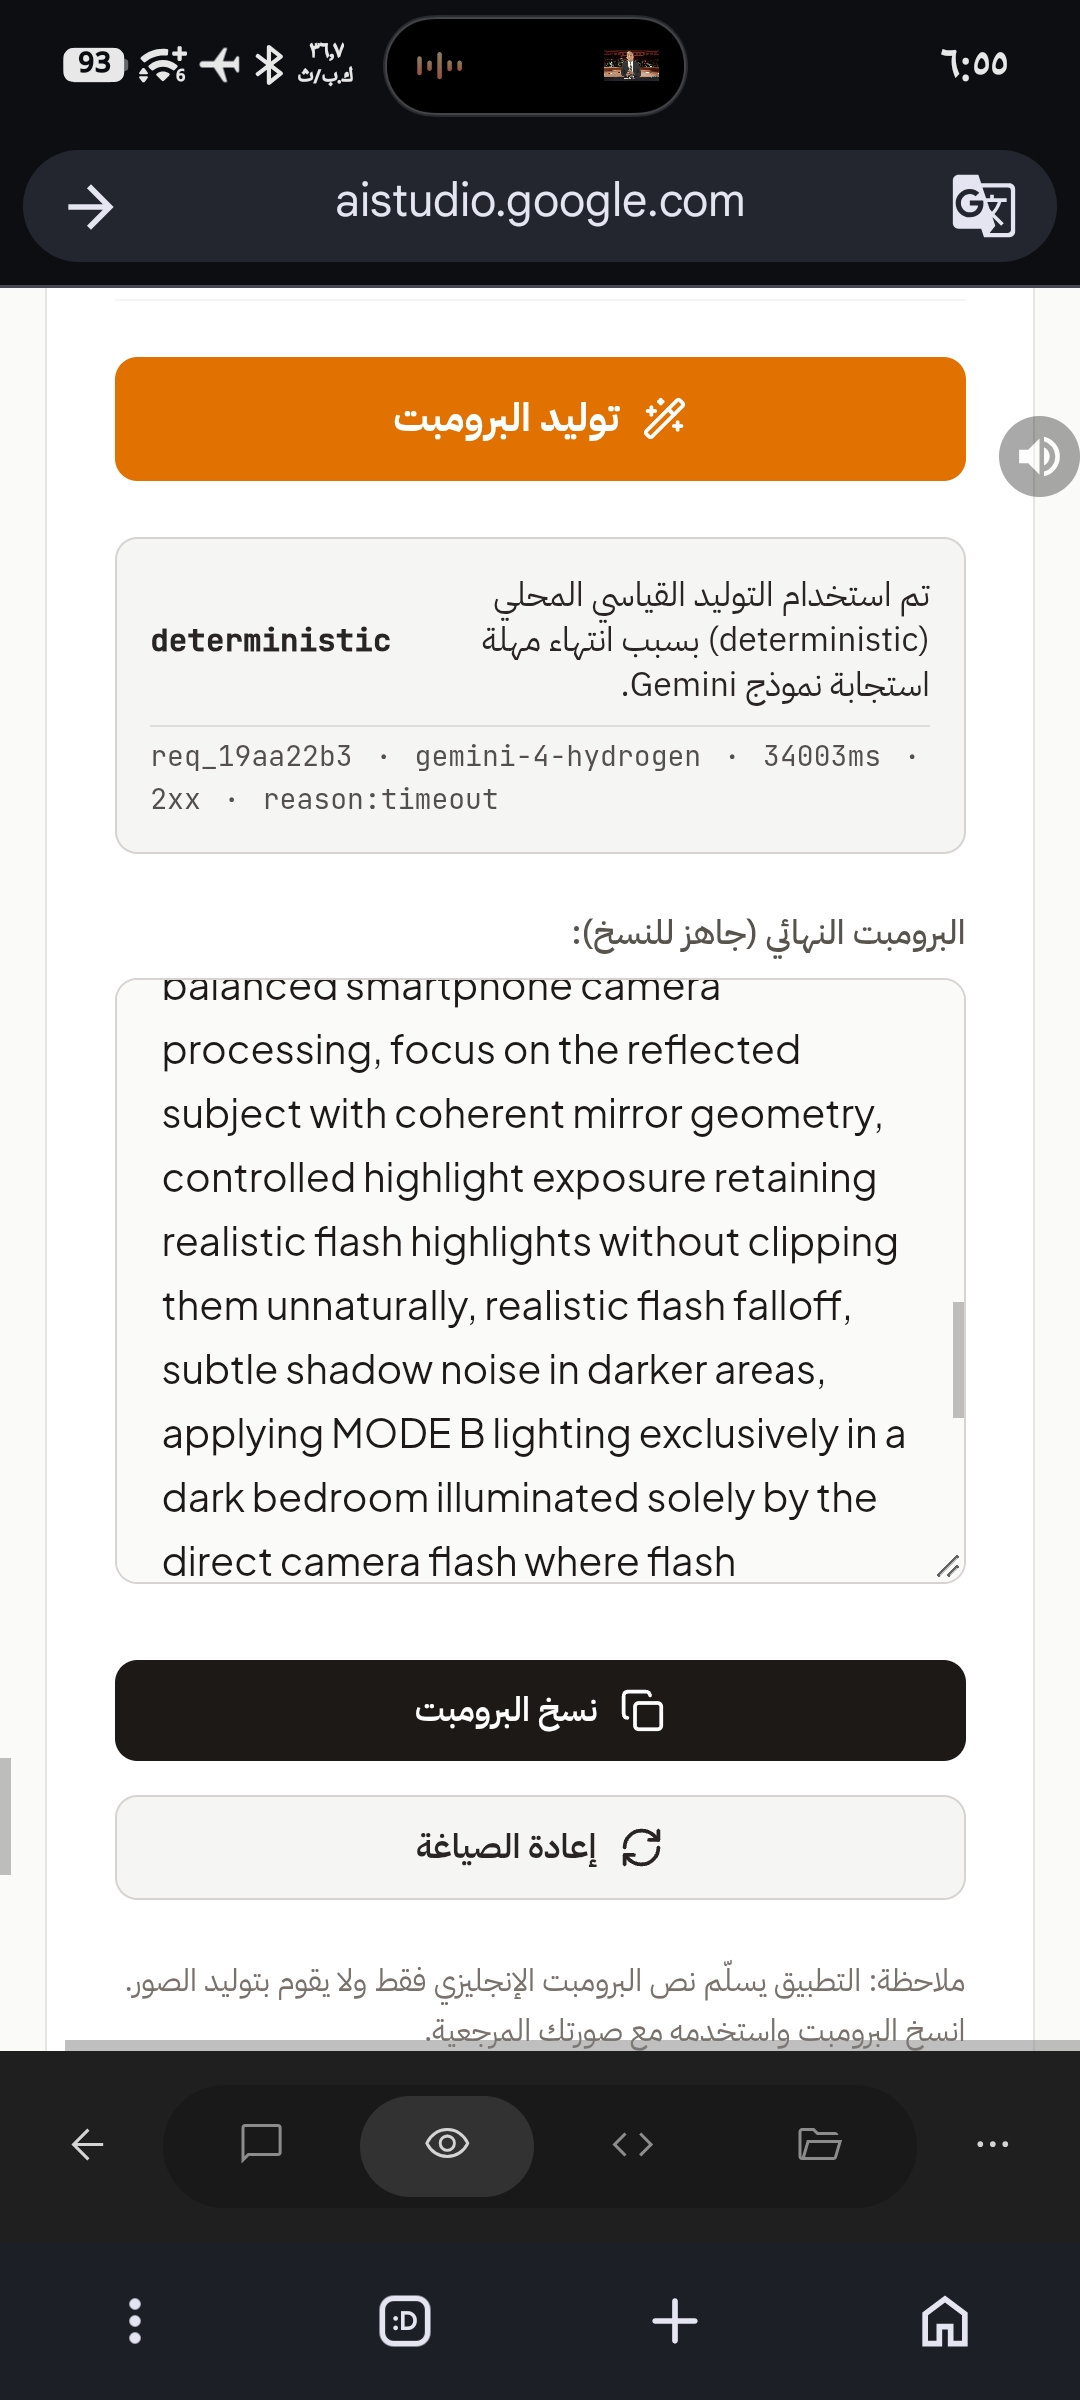 93
6
٣٦,٧
ك.ب/ث
٦:٥٥
aistudio.google.com
توليد البرومبت
تم استخدام التوليد القياسي المحلي
(deterministic) بسبب انتهاء مهلة
استجابة نموذج Gemini.
deterministic
req_19aa22b3 · gemini-4-hydrogen · 34003ms ·
2xx · reason:timeout
البرومبت النهائي (جاهز للنسخ):
balanced smartphone camera
processing, focus on the reflected
subject with coherent mirror geometry,
controlled highlight exposure retaining
realistic flash highlights without clipping
them unnaturally, realistic flash falloff,
subtle shadow noise in darker areas,
applying MODE B lighting exclusively in a
dark bedroom illuminated solely by the
direct camera flash where flash
نسخ البرومبت
إعادة الصياغة
ملاحظة: التطبيق يسلّم نص البرومبت الإنجليزي فقط ولا يقوم بتوليد الصور.
انسخ البرومبت واستخدمه مع صورتك المرجعية.
:D